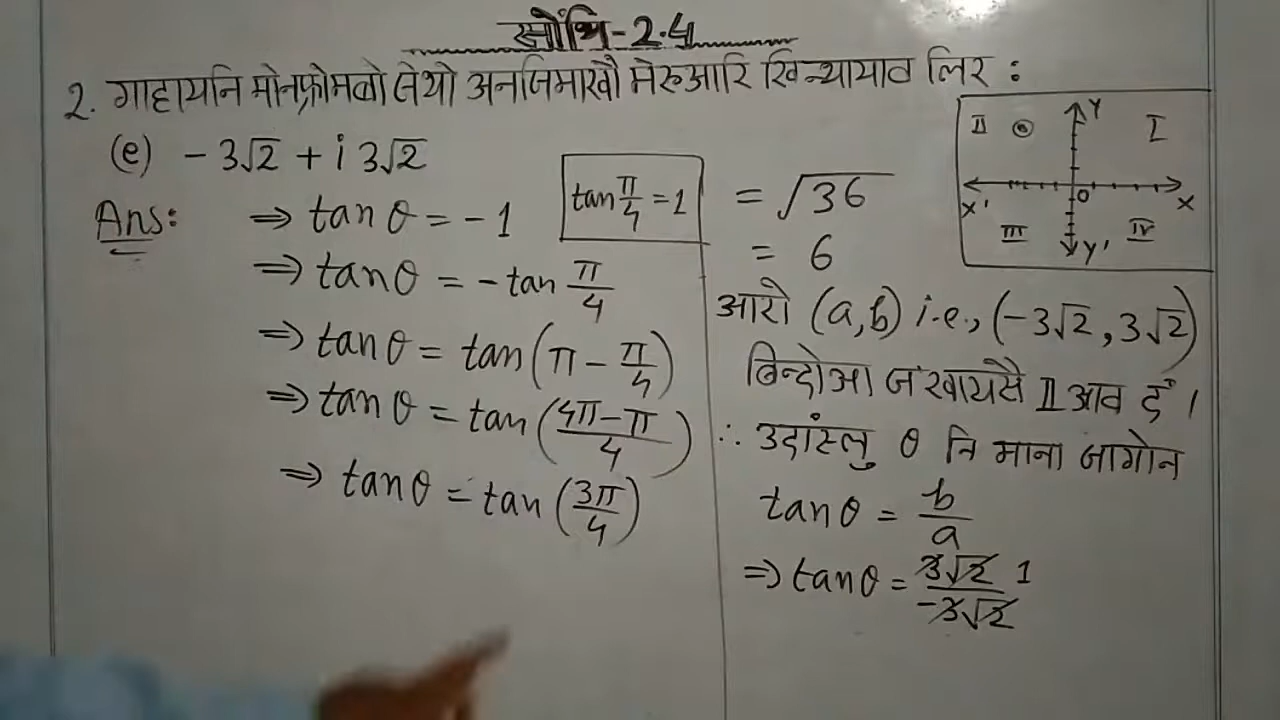 सोंथि-2.4
2. गाहायनि मोनफ्रोमबो लेथो अनजिमाखौ मेरुआरि खिन्थायाव लिर :
(e) - 3√2 + i 3√2
Ans: ⇒ tan θ = - 1
⇒ tan θ = - tan π/4
⇒ tan θ = tan (π - π/4)
⇒ tan θ = tan (4π-π/4)
⇒ tan θ = tan (3π/4)
tan π/4 = 1
= √36
= 6
आरो (a,b) i.e., (-3√2, 3√2)
बिन्दोआ जंखायसै II आव दं ।
∴ उदांस्लु θ नि माना जागोन
tan θ = b/a
⇒ tan θ = 3√2/-3√2 1
II Y I
X' O X
III Y' IV